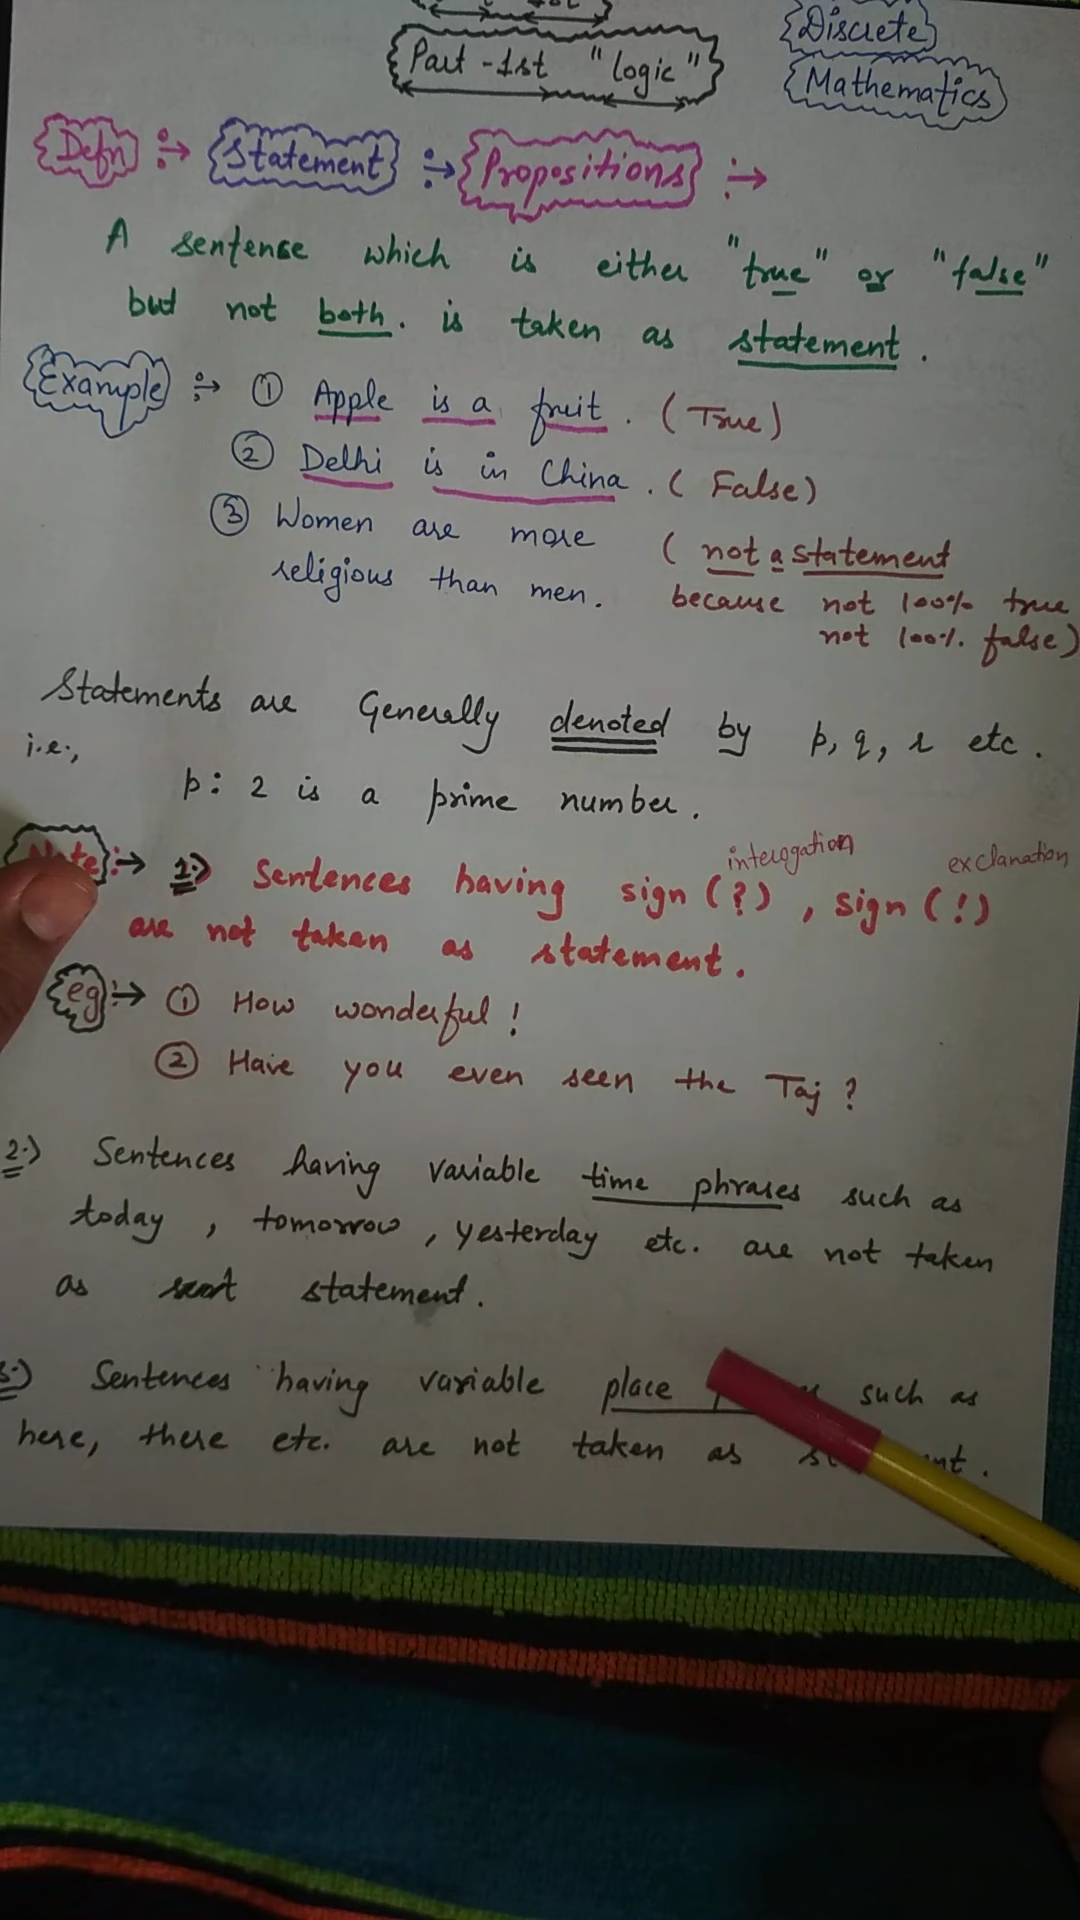 Part -1st "logic"
Discrete
Mathematics
Defn Statement Propositions
A sentense which is either "true" or "false"
but not both. is taken as statement.
Example ① Apple is a fruit. (True)
② Delhi is in China. (False)
③ Women are more
religious than men.
(not a statement
because not 100% true
not 100% false)
Statements are Generally denoted by p, q, r etc.
i.e.,
p: 2 is a prime number.
interogation exclanation
1.) Sentences having sign (?), sign (!)
are not taken as statement.
eg ① How wonderful!
② Have you even seen the Taj?
2.) Sentences having variable time phrases such as
today, tomorrow, yesterday etc. are not taken
as statement.
3.) Sentences having variable place such as
here, there etc. are not taken as